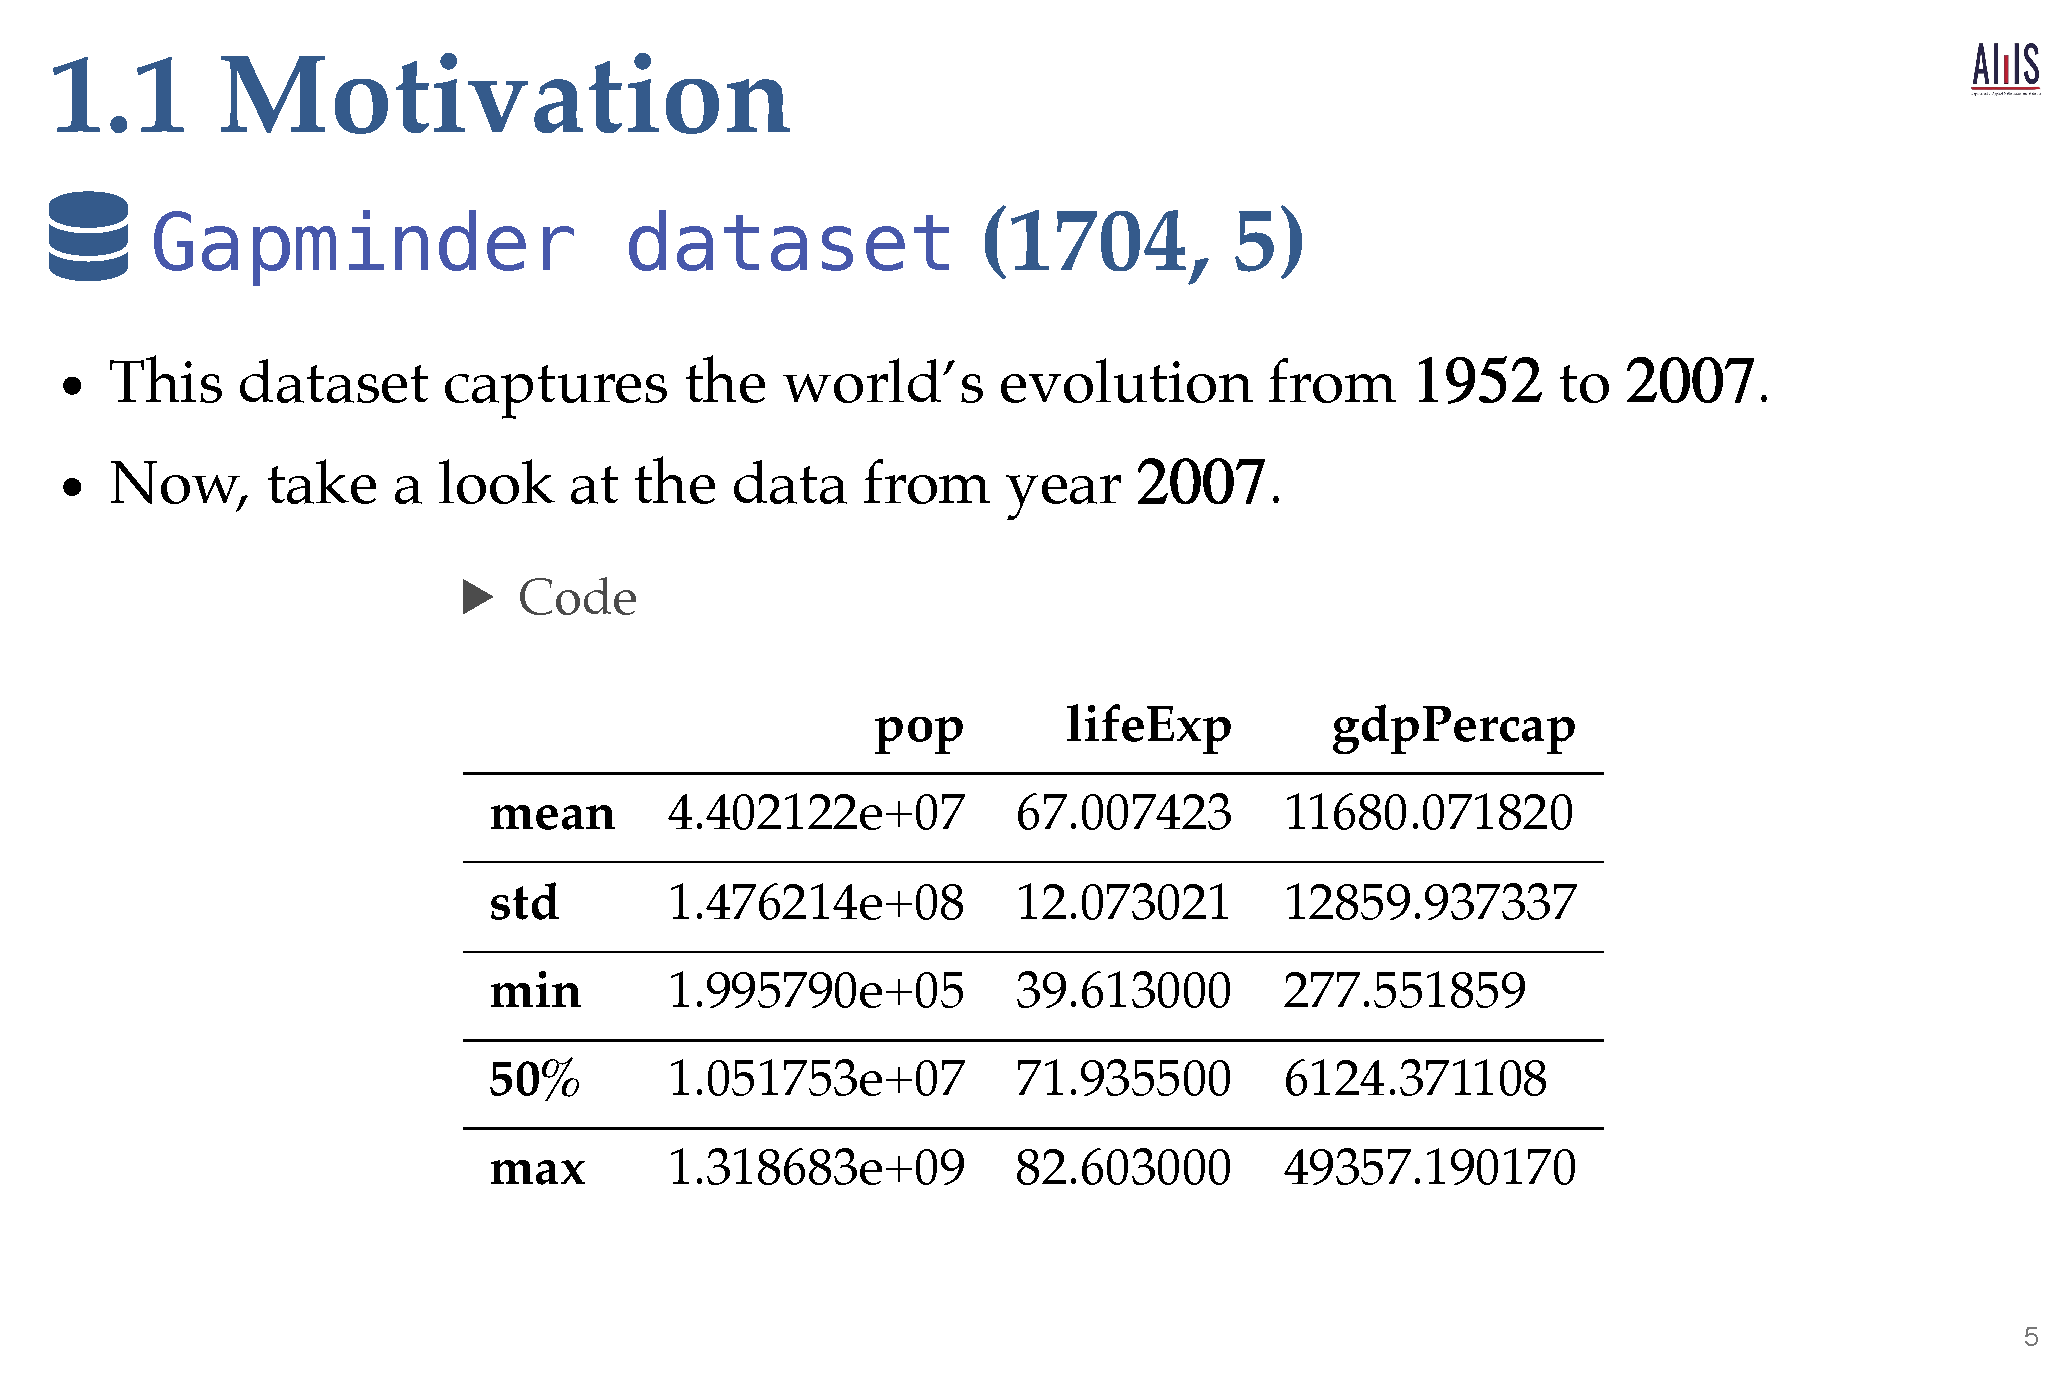 1.1 Motivation
AMS
Gapminder dataset (1704, 5)
• This dataset captures the world’s evolution from 1952 to 2007.
• Now, take a look at the data from year 2007.
▶ Code
pop lifeExp gdpPercap
mean 4.402122e+07 67.007423 11680.071820
std 1.476214e+08 12.073021 12859.937337
min 1.995790e+05 39.613000 277.551859
50% 1.051753e+07 71.935500 6124.371108
max 1.318683e+09 82.603000 49357.190170
5